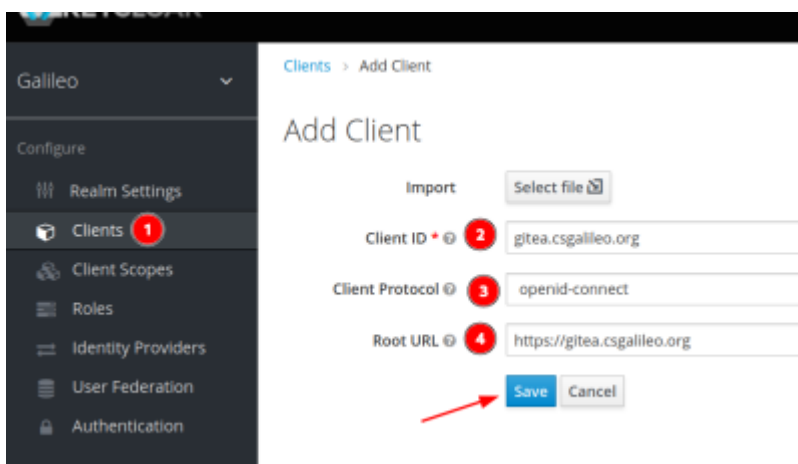 Galileo
Clients > Add Client
Add Client
Configure
Import Select file
Realm Settings
Clients 1
Client ID * 2 gitea.csgalileo.org
Client Scopes
Client Protocol 3 openid-connect
Roles
Root URL 4 https://gitea.csgalileo.org
Identity Providers
User Federation
Save Cancel
Authentication